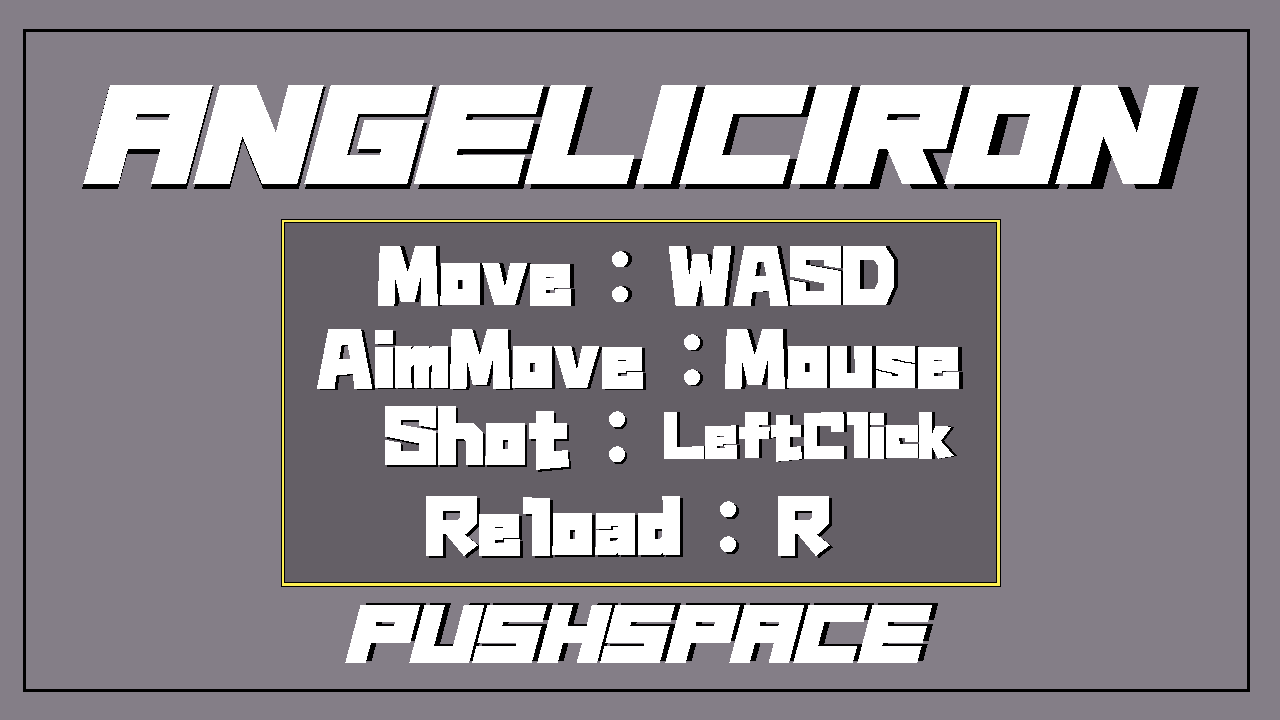 ANGELICIRON
Move : WASD
AimMove :Mouse
Shot : LeftClick
Reload : R
PUSHSPACE